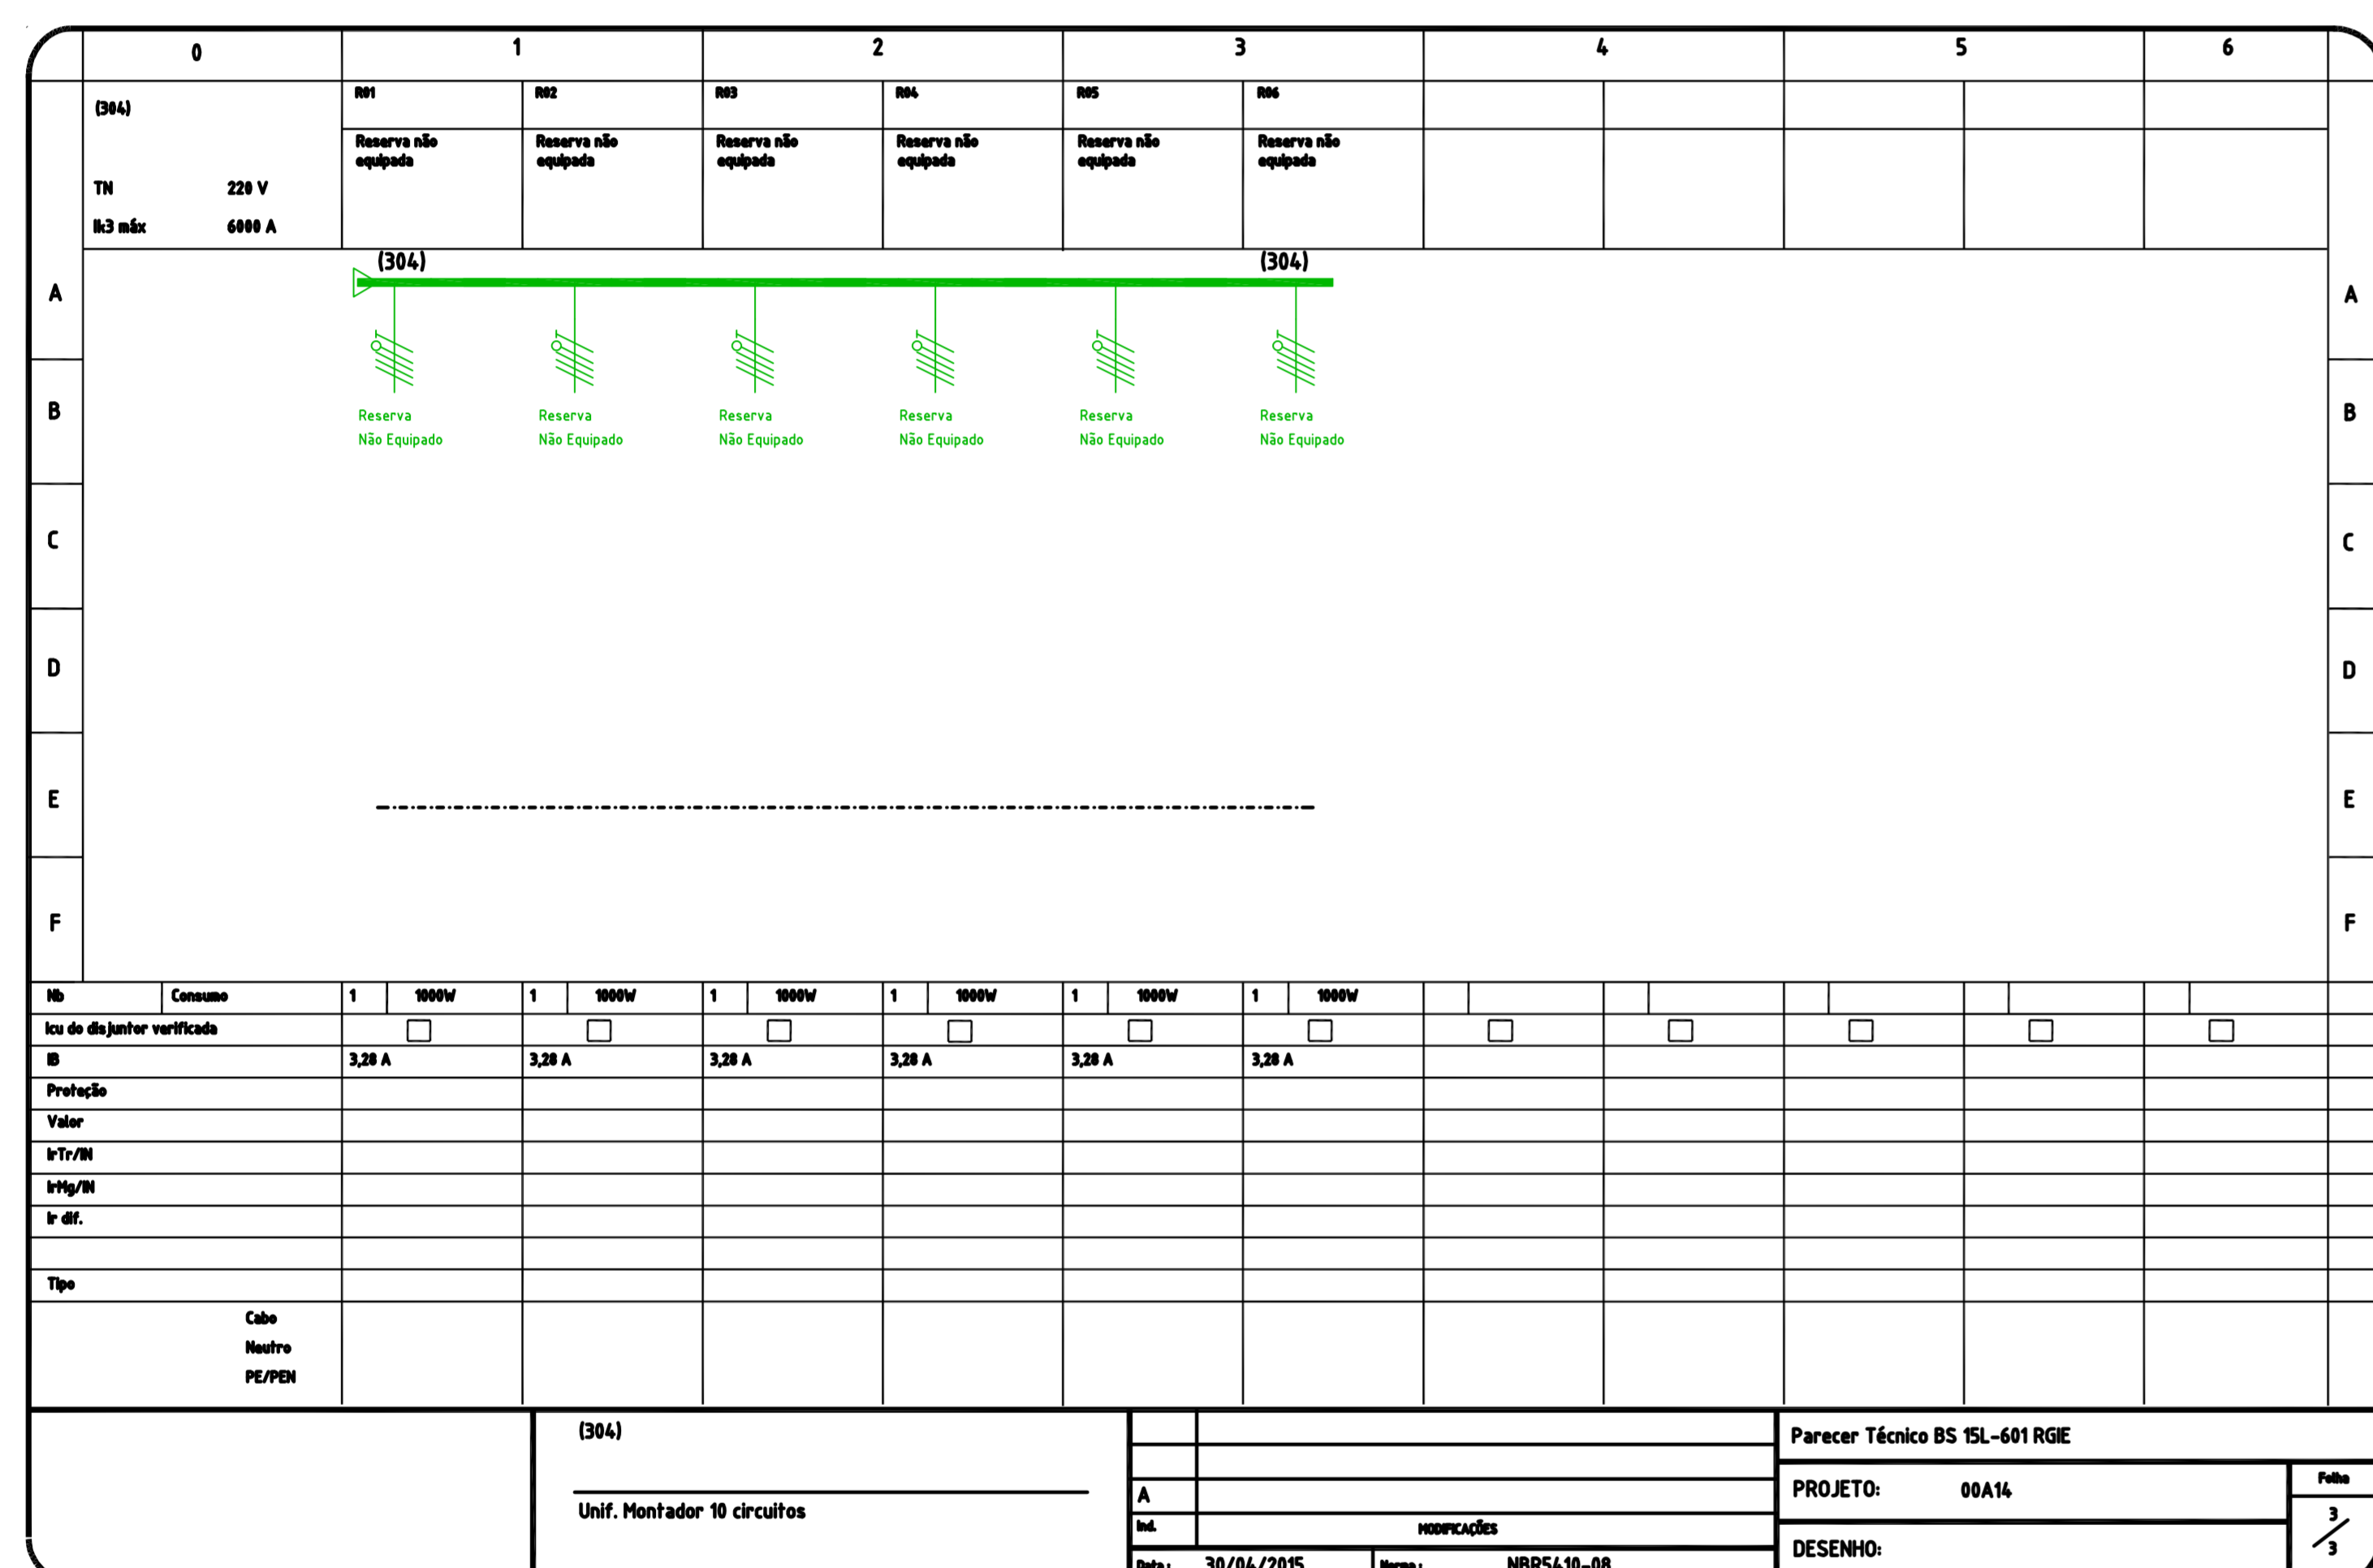 0 1 2 3 4 5 6
(304) R01 R02 R03 R04 R05 R06
Reserva não Reserva não Reserva não Reserva não Reserva não Reserva não
equipada equipada equipada equipada equipada equipada
TN 220 V
Ik3 máx 6000 A
(304) (304)
A A
B B
Reserva Reserva Reserva Reserva Reserva Reserva
Não Equipado Não Equipado Não Equipado Não Equipado Não Equipado Não Equipado
C C
D D
E E
F F
Nb Consumo 1 1000W 1 1000W 1 1000W 1 1000W 1 1000W 1 1000W
Icu do disjuntor verificada
IB 3,28 A 3,28 A 3,28 A 3,28 A 3,28 A 3,28 A
Proteção
Valor
IrTr/IN
IrMg/IN
Ir dif.
Tipo
Cabo
Neutro
PE/PEN
(304)
Unif. Montador 10 circuitos
A
Ind. MODIFICAÇÕES
Data : 30/04/2015 Norma : NBR5410-08
Parecer Técnico BS 15L-601 RGIE
PROJETO: 00A14
DESENHO:
Folha
3
/
3